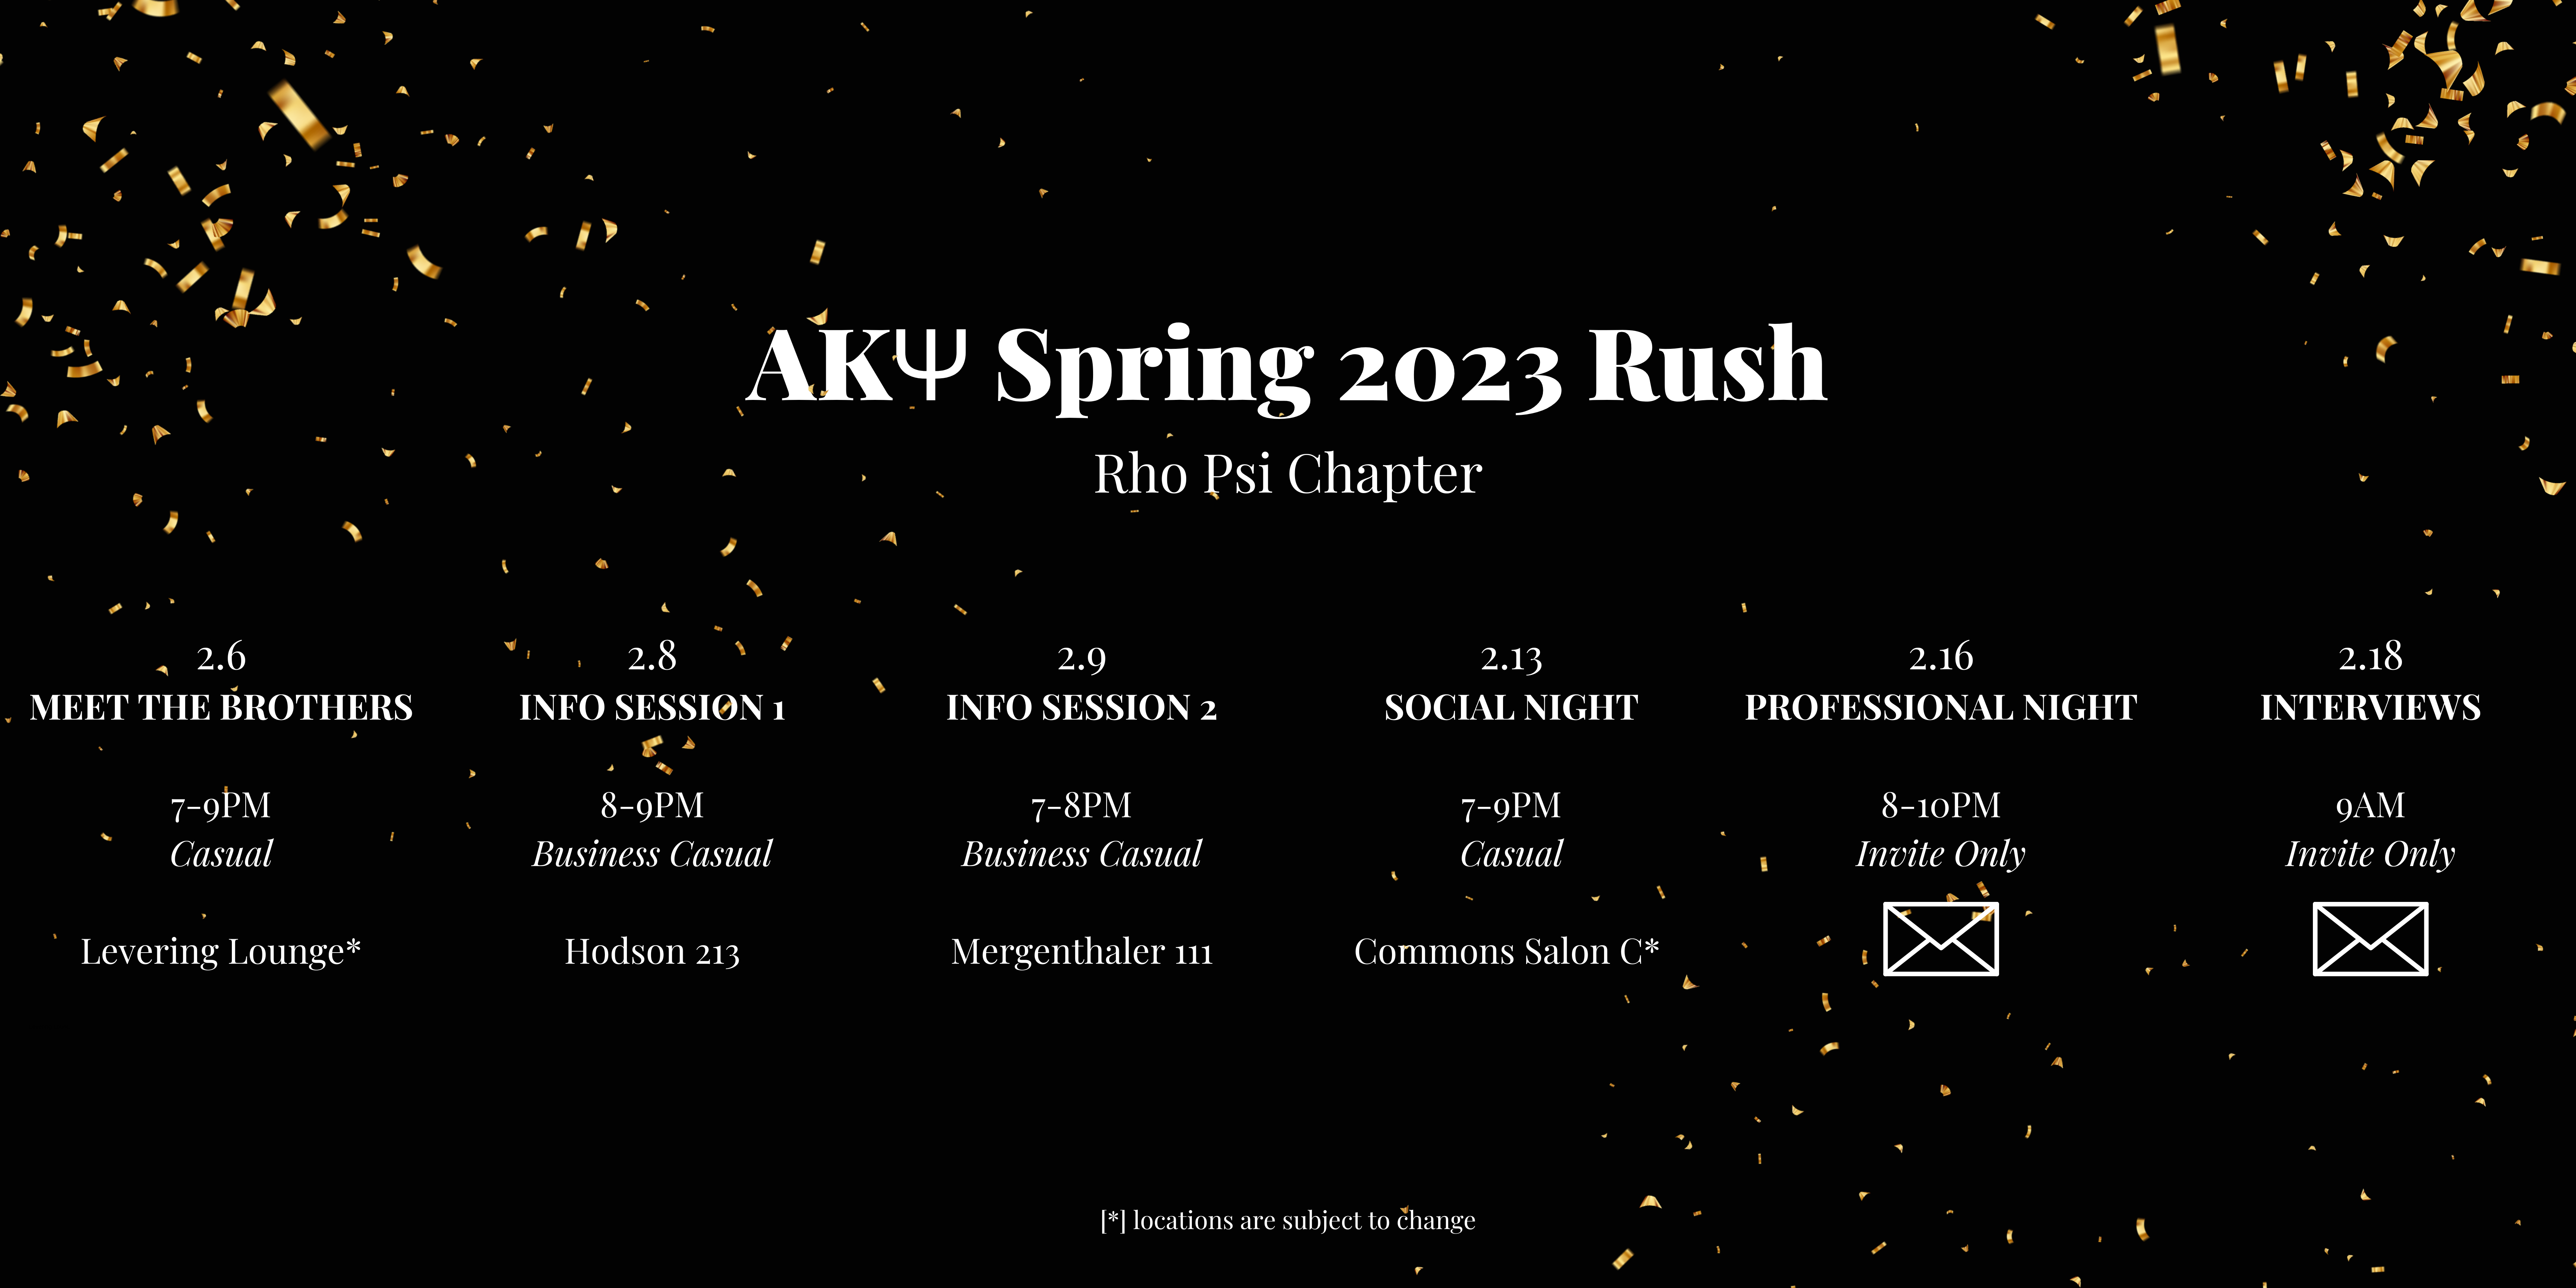 ΑΚΨ Spring 2023 Rush
Rho Psi Chapter
2.6
MEET THE BROTHERS
7-9PM
Casual
Levering Lounge*
2.8
INFO SESSION 1
8-9PM
Business Casual
Hodson 213
2.9
INFO SESSION 2
7-8PM
Business Casual
Mergenthaler 111
2.13
SOCIAL NIGHT
7-9PM
Casual
Commons Salon C*
2.16
PROFESSIONAL NIGHT
8-10PM
Invite Only
2.18
INTERVIEWS
9AM
Invite Only
[*] locations are subject to change